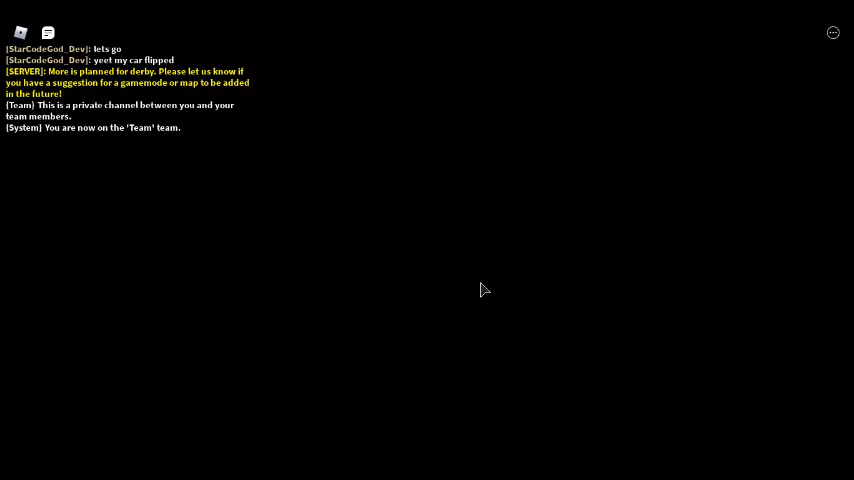 [StarCodeGod_Dev]: lets go
[StarCodeGod_Dev]: yeet my car flipped
[SERVER]: More is planned for derby. Please let us know if
you have a suggestion for a gamemode or map to be added
in the future!
{Team} This is a private channel between you and your
team members.
{System} You are now on the 'Team' team.